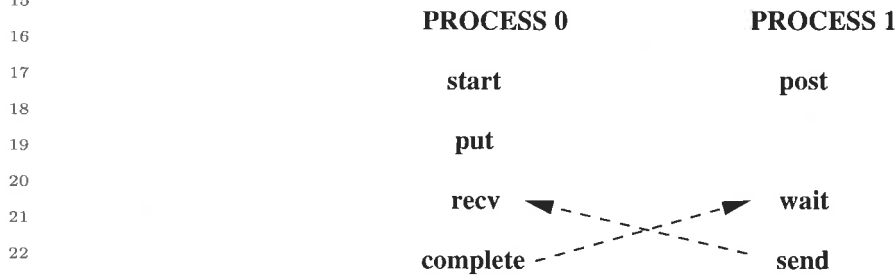 15
16 PROCESS 0 PROCESS 1
17 start post
18
19 put
20 recv wait
21
22 complete send